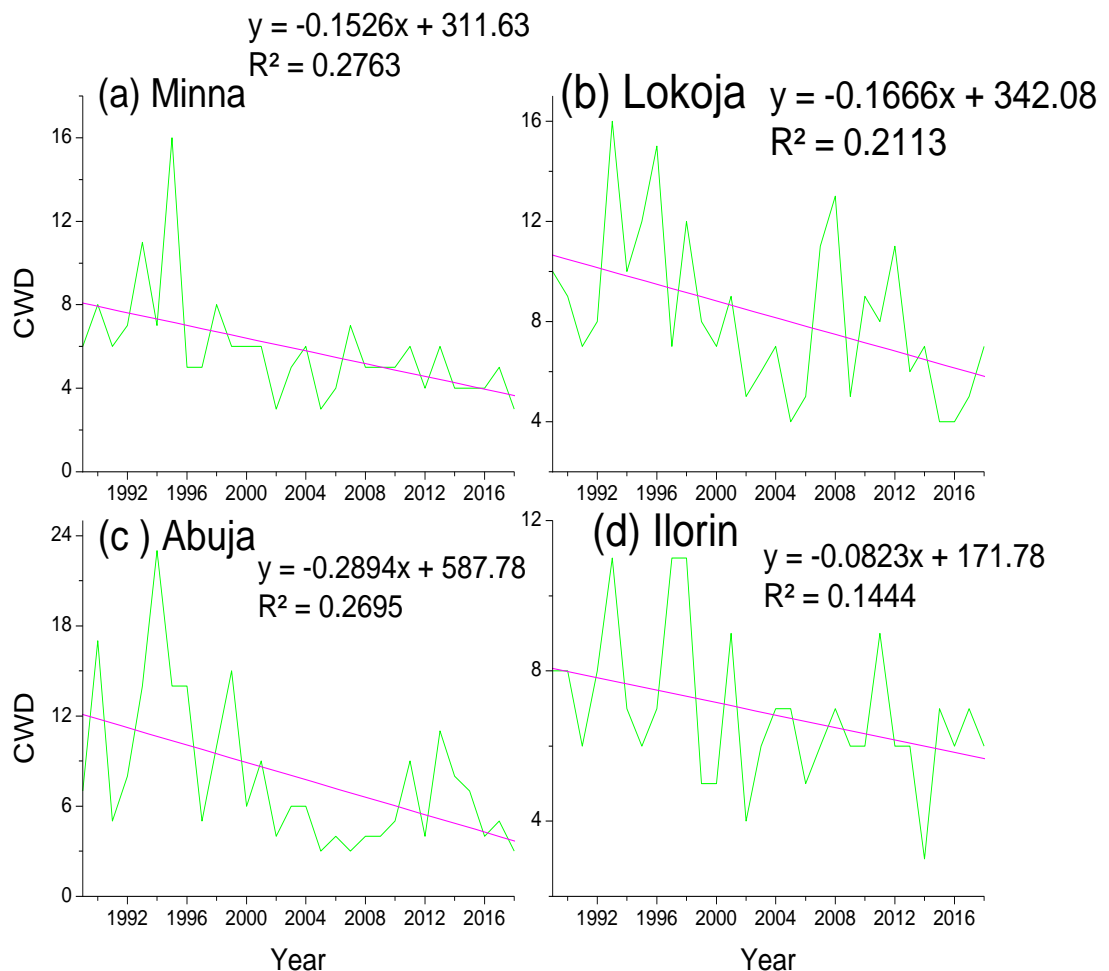 y = -0.1526x + 311.63
R² = 0.2763
(a) Minna
16
12
8
4
0
CWD
1992 1996 2000 2004 2008 2012 2016
(b) Lokoja
y = -0.1666x + 342.08
R² = 0.2113
16
12
8
4
1992 1996 2000 2004 2008 2012 2016
(c ) Abuja
y = -0.2894x + 587.78
R² = 0.2695
24
18
12
6
0
CWD
1992 1996 2000 2004 2008 2012 2016
Year
(d) Ilorin
y = -0.0823x + 171.78
R² = 0.1444
12
8
4
1992 1996 2000 2004 2008 2012 2016
Year